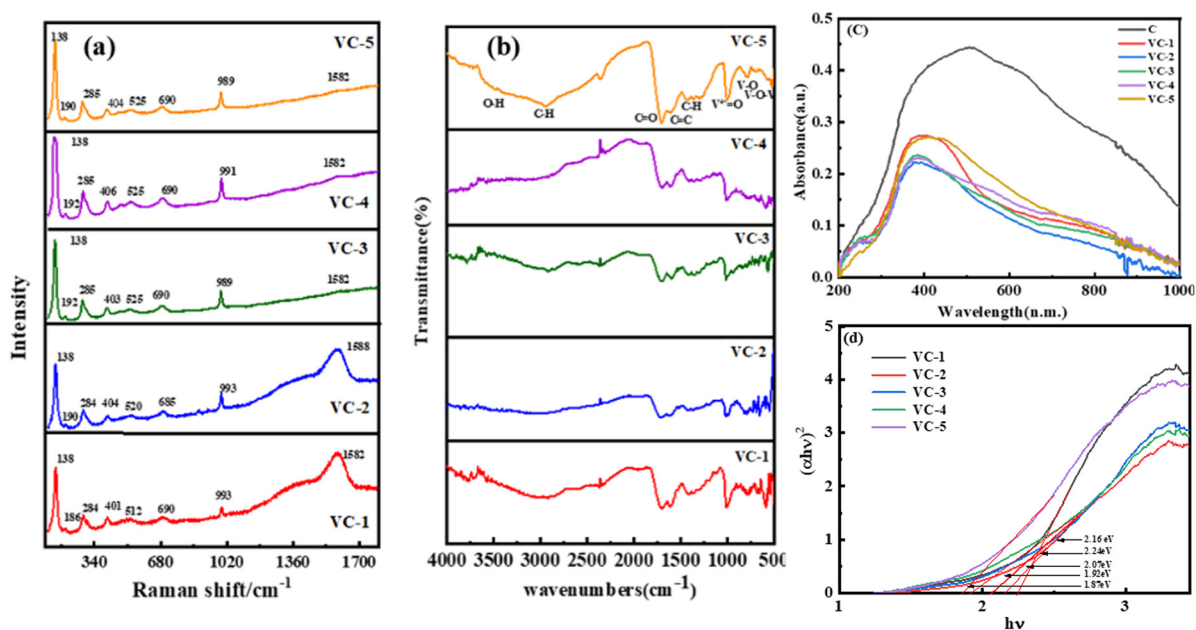 (a)
VC-5
138
190
285
404
525
690
989
1582
138
192
285
406
525
690
991
1582
VC-4
VC-3
138
192
285
403
525
690
989
1582
138
190
284
404
520
685
993
1588
VC-2
138
186
284
401
512
690
993
1582
VC-1
340
680
1020
1360
1700
Raman shift/cm-1
Intensity
(b)
VC-5
O-H
C-H
C=O
C=C
C-H
V4+=O
V-O
V-O-V
VC-4
VC-3
VC-2
VC-1
4000 3500 3000 2500 2000 1500 1000 500
wavenumbers(cm-1)
Transmittance(%)
(C)
C
VC-1
VC-2
VC-3
VC-4
VC-5
0.5
0.4
0.3
0.2
0.1
0.0
200 400 600 800 1000
Wavelength(n.m.)
Absorbance(a.u.)
(d)
VC-1
VC-2
VC-3
VC-4
VC-5
5
4
3
2
1
0
2.16 eV
2.24eV
2.07eV
1.92eV
1.87eV
1 2 3
hν
(αhν)2